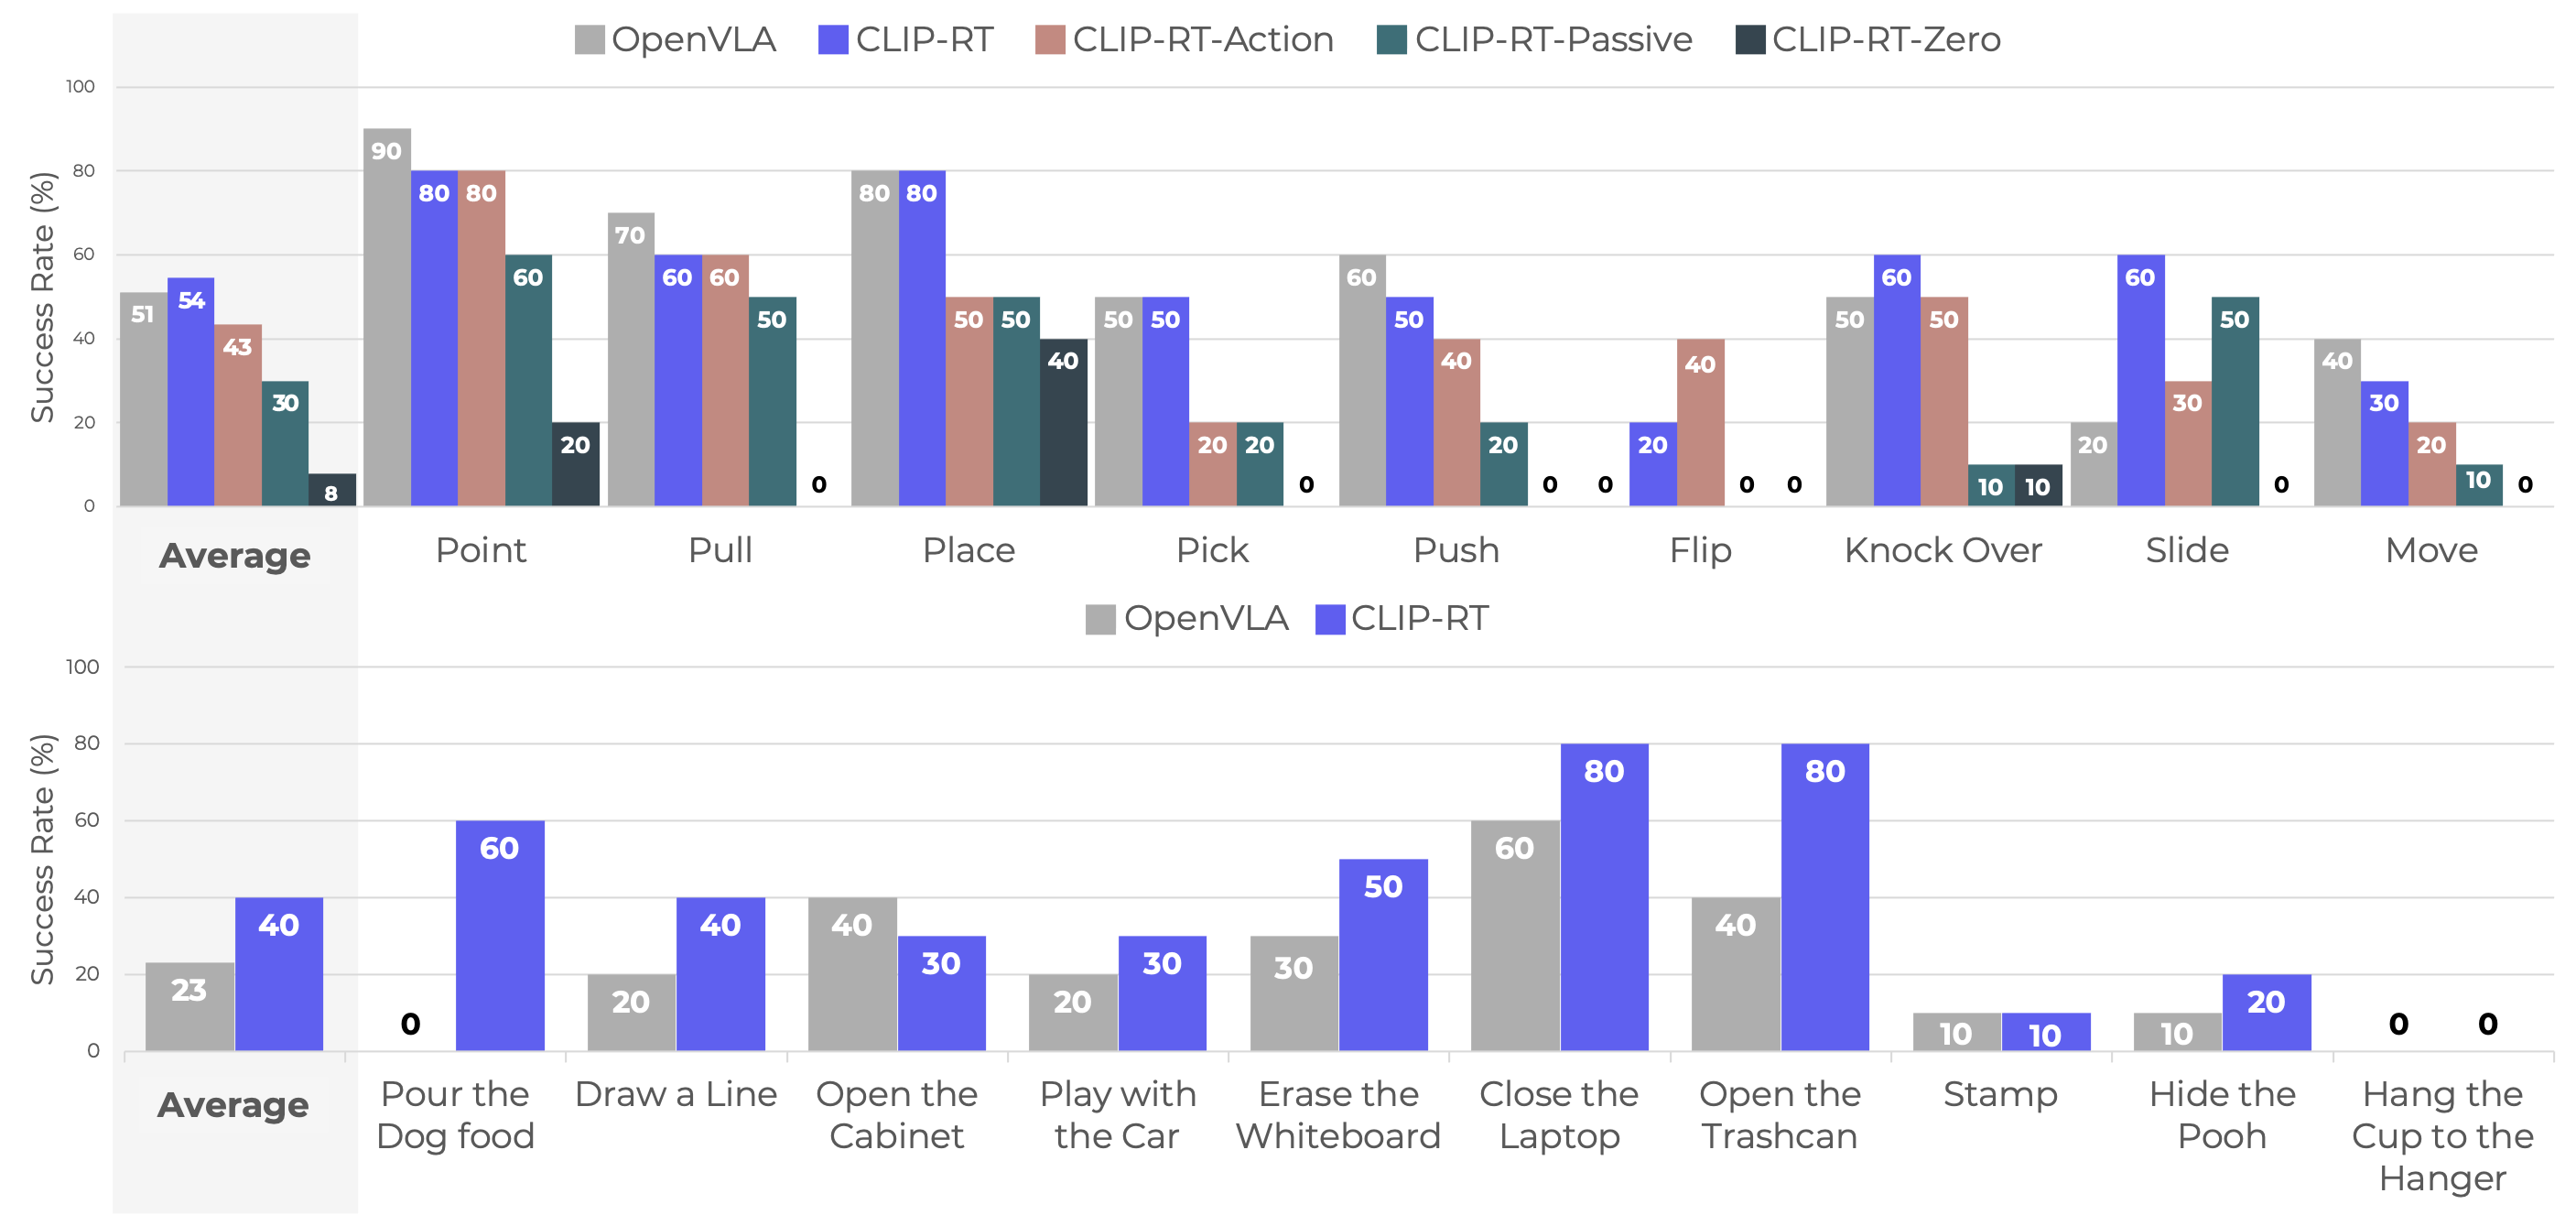 OpenVLA CLIP-RT CLIP-RT-Action CLIP-RT-Passive CLIP-RT-Zero
Success Rate (%)
100
80
60
40
20
0
51 54 43 30 8
90 80 80 60 20
70 60 60 50 0
80 80 50 50 40
50 50 20 20 0
60 50 40 20 0
0 20 40 0 0
50 60 50 10 10
20 60 30 50 0
40 30 20 10 0
Average Point Pull Place Pick Push Flip Knock Over Slide Move
OpenVLA CLIP-RT
Success Rate (%)
100
80
60
40
20
0
23 40
0 60
20 40
40 30
20 30
30 50
60 80
40 80
10 10
10 20
0 0
Average
Pour the
Dog food
Draw a Line
Open the
Cabinet
Play with
the Car
Erase the
Whiteboard
Close the
Laptop
Open the
Trashcan
Stamp
Hide the
Pooh
Hang the
Cup to the
Hanger